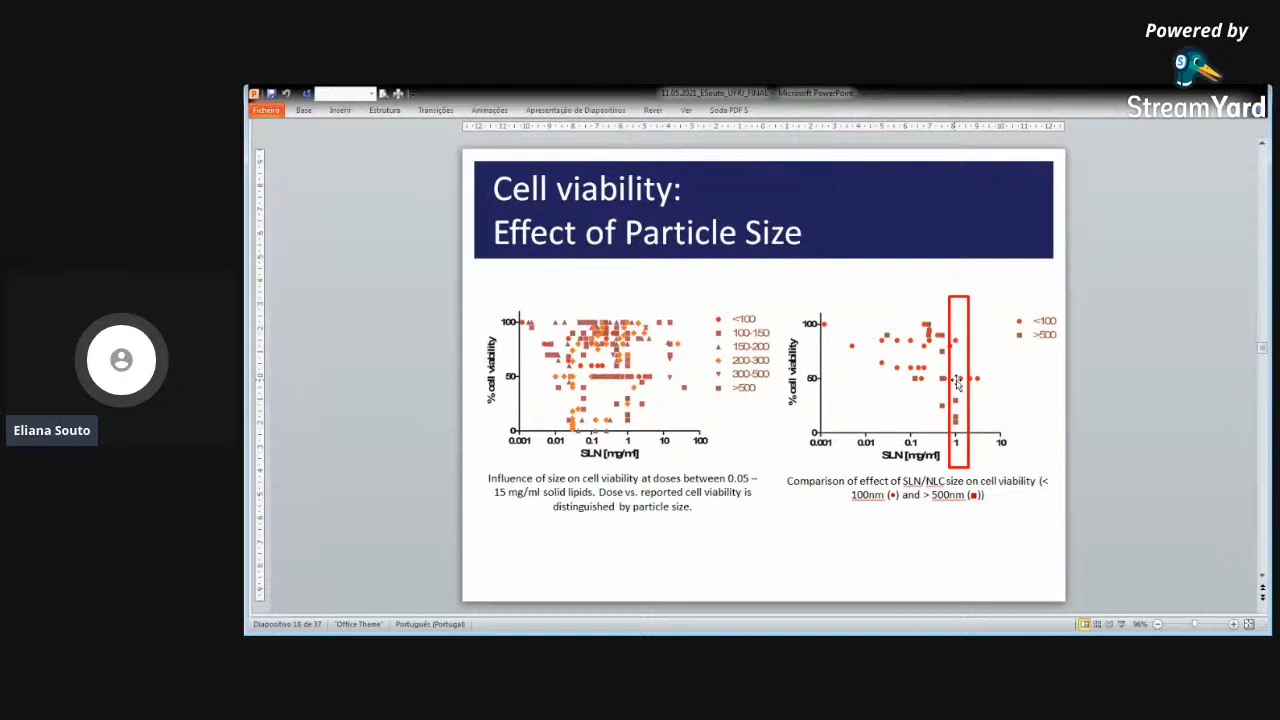 Powered by
StreamYard
11.05.2021_ESouto_UFRJ_FINAL - Microsoft PowerPoint
Ficheiro Base Inserir Estrutura Transições Animações Apresentação de Diapositivos Rever Ver Soda PDF 5
Cell viability:
Effect of Particle Size
100
50
0
% cell viability
0.001 0.01 0.1 1 10 100
SLN [mg/ml]
<100
100-150
150-200
200-300
300-500
>500
100
50
0
% cell viability
0.001 0.01 0.1 1 10
SLN [mg/ml]
<100
>500
Influence of size on cell viability at doses between 0.05 –
15 mg/ml solid lipids. Dose vs. reported cell viability is
distinguished by particle size.
Comparison of effect of SLN/NLC size on cell viability (<
100nm (●) and > 500nm (■))
Eliana Souto
Diapositivo 18 de 37 "Office Theme" Português (Portugal) 96%